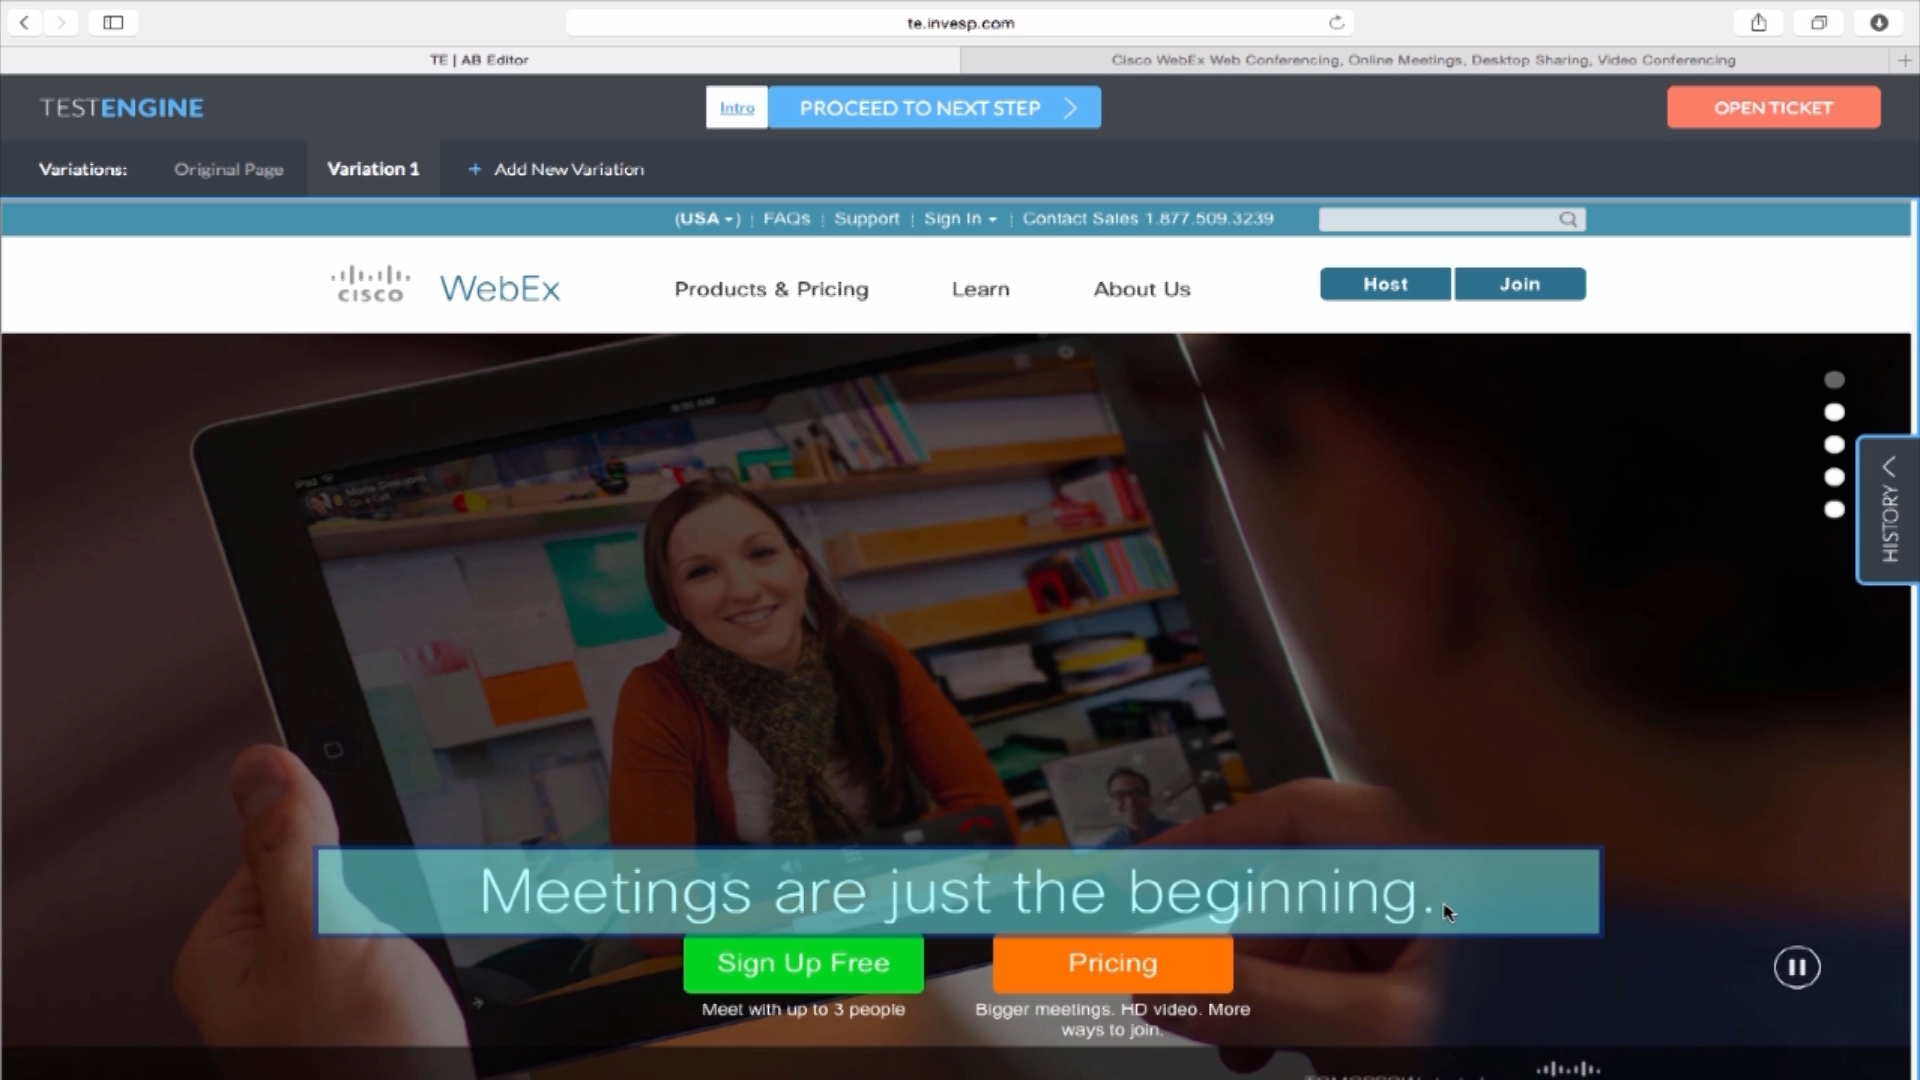 te.invesp.com
TE | AB Editor
Cisco WebEx Web Conferencing, Online Meetings, Desktop Sharing, Video Conferencing
TESTENGINE
Intro
PROCEED TO NEXT STEP
OPEN TICKET
Variations:
Original Page
Variation 1
+ Add New Variation
(USA ) | FAQs | Support | Sign In | Contact Sales 1.877.509.3239
CISCO WebEx
Products & Pricing
Learn
About Us
Host
Join
HISTORY
iPad
On a Call
Meetings are just the beginning.
Sign Up Free
Pricing
Meet with up to 3 people
Bigger meetings. HD video. More
ways to join.